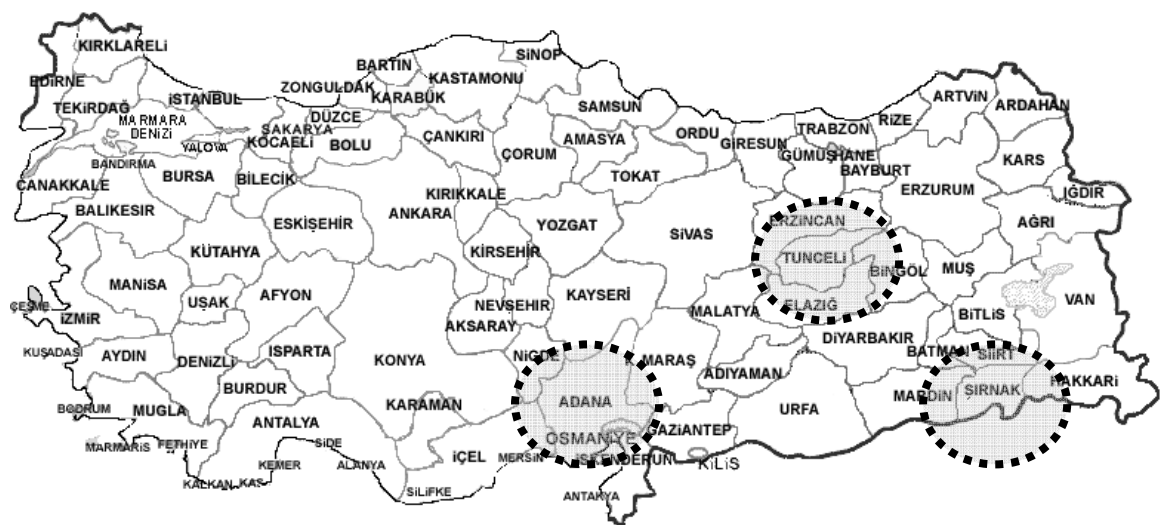 KIRKLARELİ
EDİRNE
TEKİRDAĞ
İSTANBUL
MARMARA
DENİZİ
YALOVA
KOCAELİ
SAKARYA
DÜZCE
ZONGULDAK
BARTIN
KARABÜK
KASTAMONU
SİNOP
SAMSUN
ORDU
GİRESUN
TRABZON
RİZE
ARTVİN
ARDAHAN
BANDIRMA
ÇANAKKALE
BURSA
BİLECİK
BOLU
ÇANKIRI
ÇORUM
AMASYA
TOKAT
GÜMÜŞHANE
BAYBURT
ERZURUM
KARS
IĞDIR
BALIKESIR
KÜTAHYA
ESKİŞEHİR
ANKARA
KIRIKKALE
YOZGAT
SİVAS
ERZİNCAN
AĞRI
MANİSA
UŞAK
AFYON
KİRSEHİR
NEVSEHIR
KAYSERİ
MALATYA
TUNCELİ
ELAZIĞ
BİNGÖL
MUŞ
BİTLİS
VAN
ÇEŞME
İZMİR
KUŞADASI
AYDIN
DENİZLİ
ISPARTA
BURDUR
KONYA
AKSARAY
NİĞDE
K.MARAŞ
ADIYAMAN
DİYARBAKIR
BATMAN
SİİRT
ŞIRNAK
HAKKARİ
MARDİN
BODRUM
MUGLA
MARMARİS
FETHİYE
ANTALYA
KALKAN
KAS
KEMER
SİDE
ALANYA
KARAMAN
İÇEL
SİLİFKE
MERSİN
ADANA
OSMANİYE
İSKENDERUN
ANTAKYA
GAZİANTEP
KİLİS
URFA